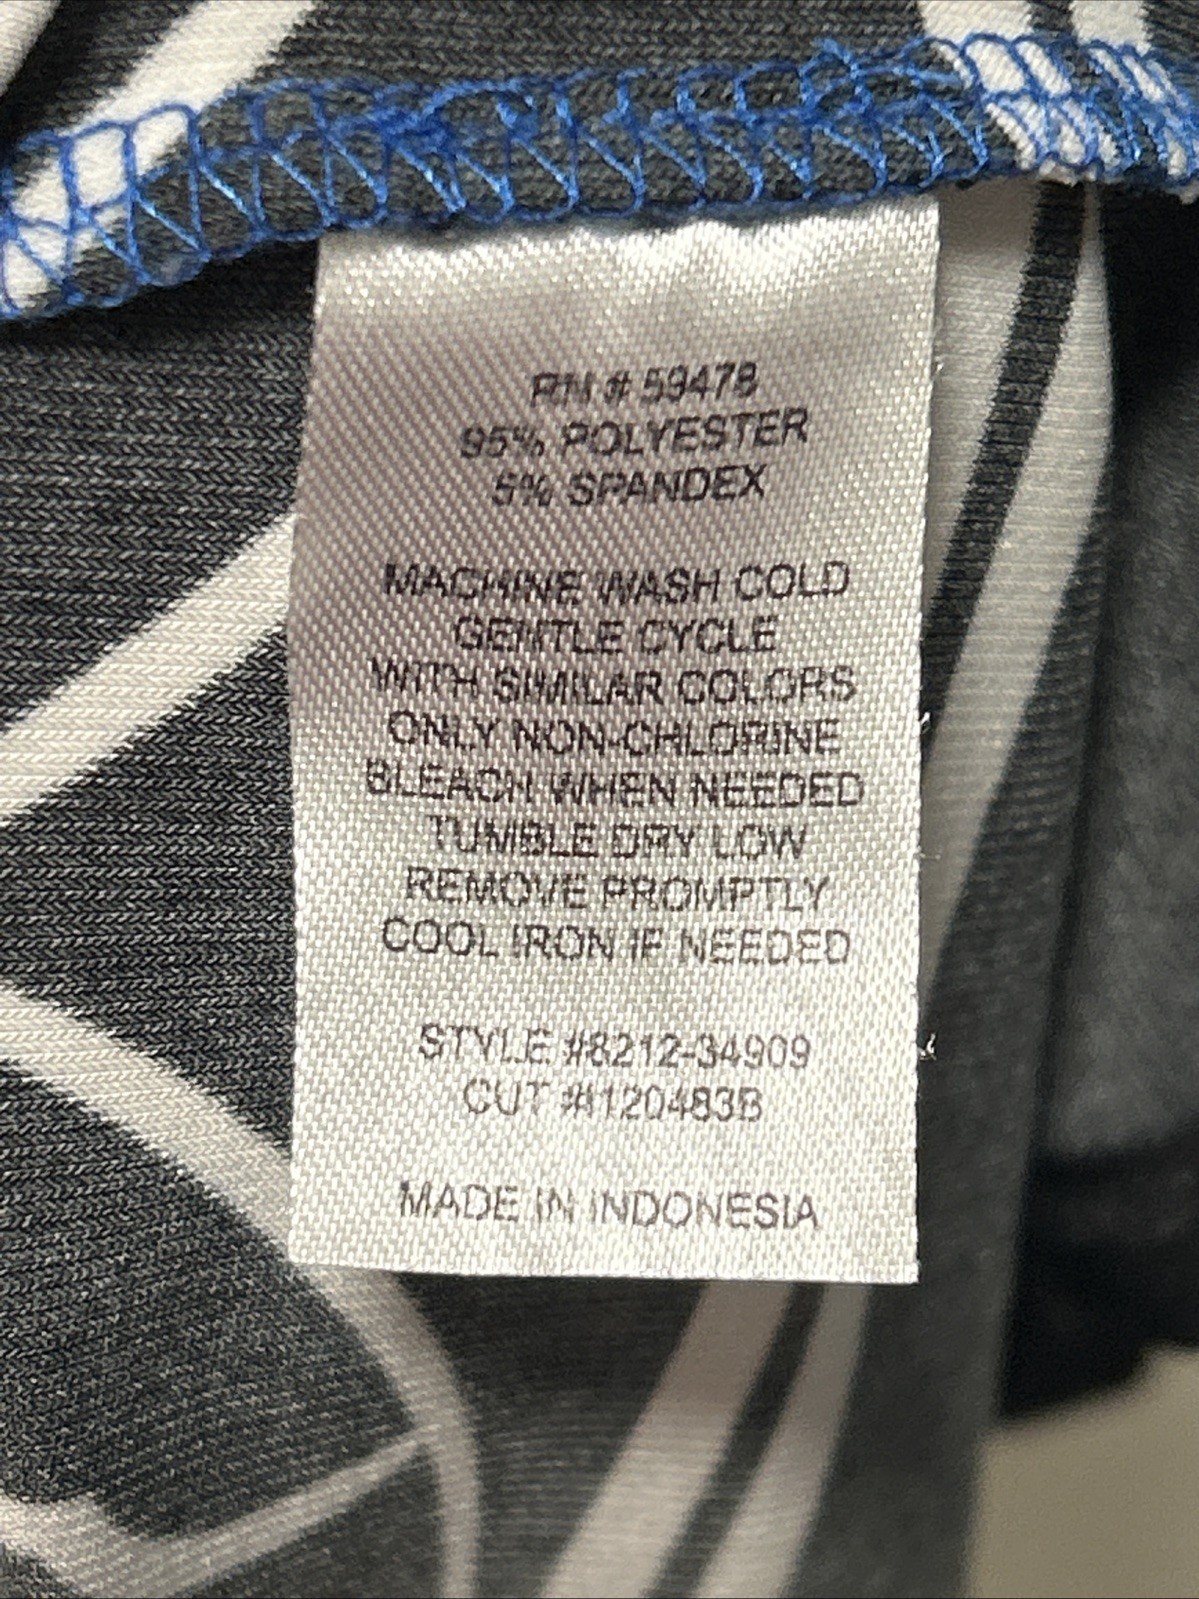 RN # 59478
95% POLYESTER
5% SPANDEX
MACHINE WASH COLD
GENTLE CYCLE
WITH SIMILAR COLORS
ONLY NON-CHLORINE
BLEACH WHEN NEEDED
TUMBLE DRY LOW
REMOVE PROMPTLY
COOL IRON IF NEEDED
STYLE #8212-34909
CUT #1120483B
MADE IN INDONESIA